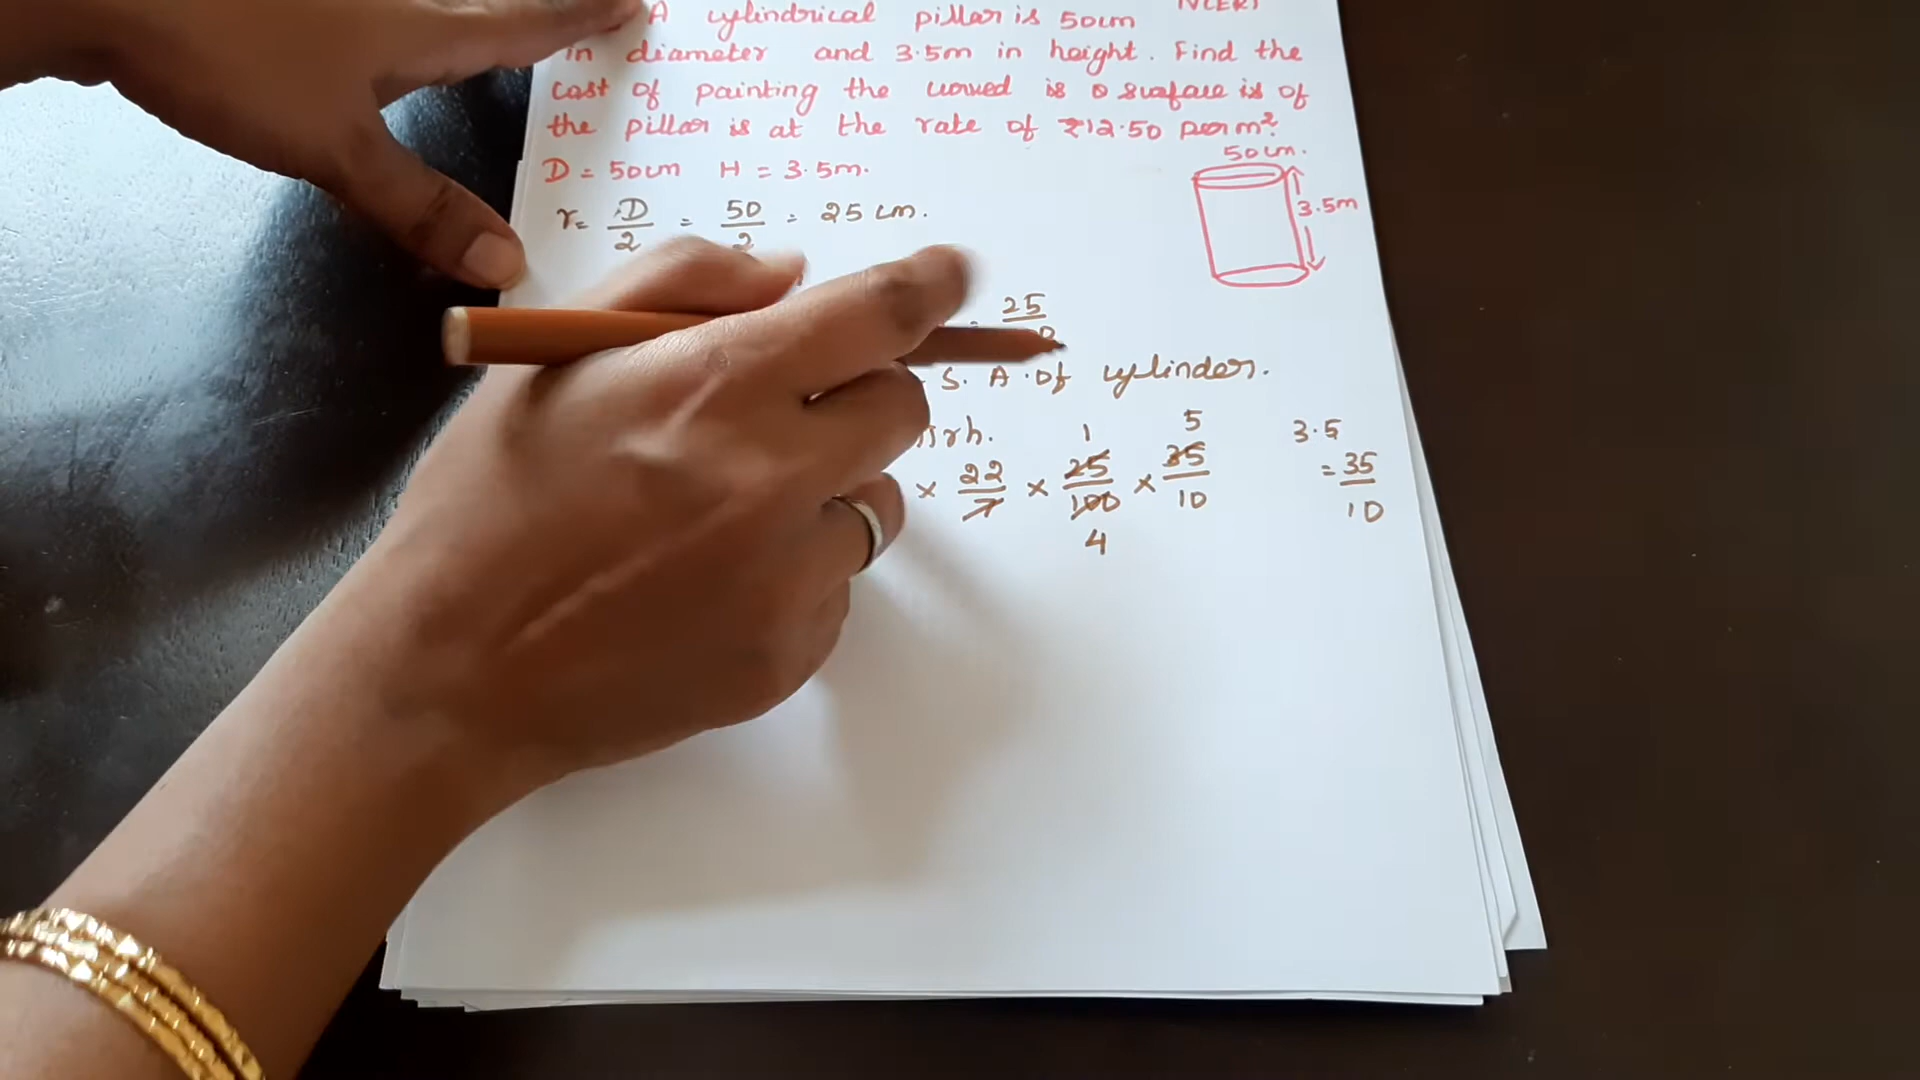 A cylindrical pillar is 50cm NCERT
in diameter and 3.5m in height. Find the
cost of painting the curved is o surface is of
the pillar is at the rate of ₹12.50 per m².
D = 50cm H = 3.5m.
50cm.
3.5m
r = D/2 = 50/2 = 25 cm.
= 25
S. A. Of cylinder.
πrh.
1 5
× 22/7 × 25/100 × 35/10
4
3.5
= 35/10